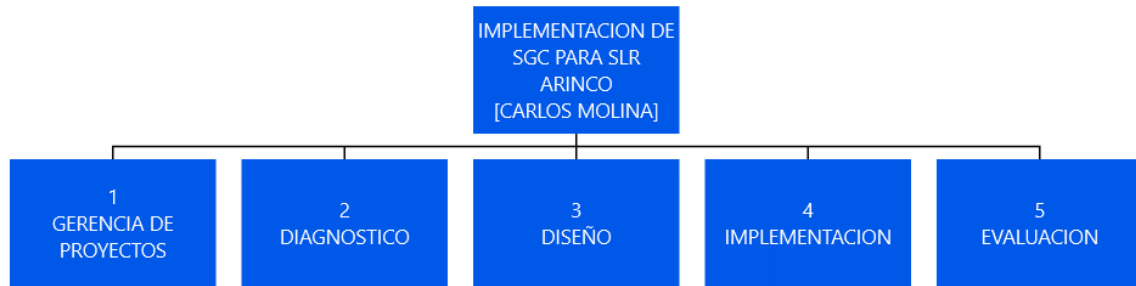 IMPLEMENTACION DE
SGC PARA SLR
ARINCO
[CARLOS MOLINA]
1
GERENCIA DE
PROYECTOS
2
DIAGNOSTICO
3
DISEÑO
4
IMPLEMENTACION
5
EVALUACION